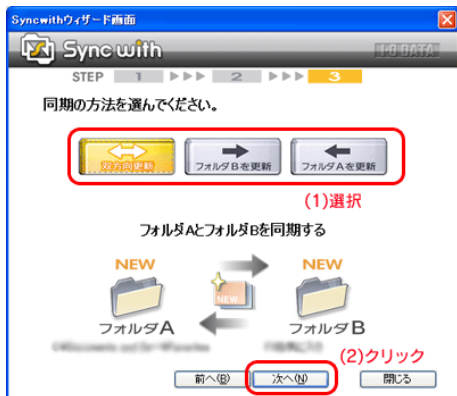 Syncwithウィザード画面
Sync with
I-O DATA
STEP 1 2 3
同期の方法を選んでください。
双方向更新 フォルダBを更新 フォルダAを更新
(1)選択
フォルダAとフォルダBを同期する
NEW NEW
NEW
フォルダA フォルダB
(2)クリック
前へ(B) 次へ(N) 閉じる